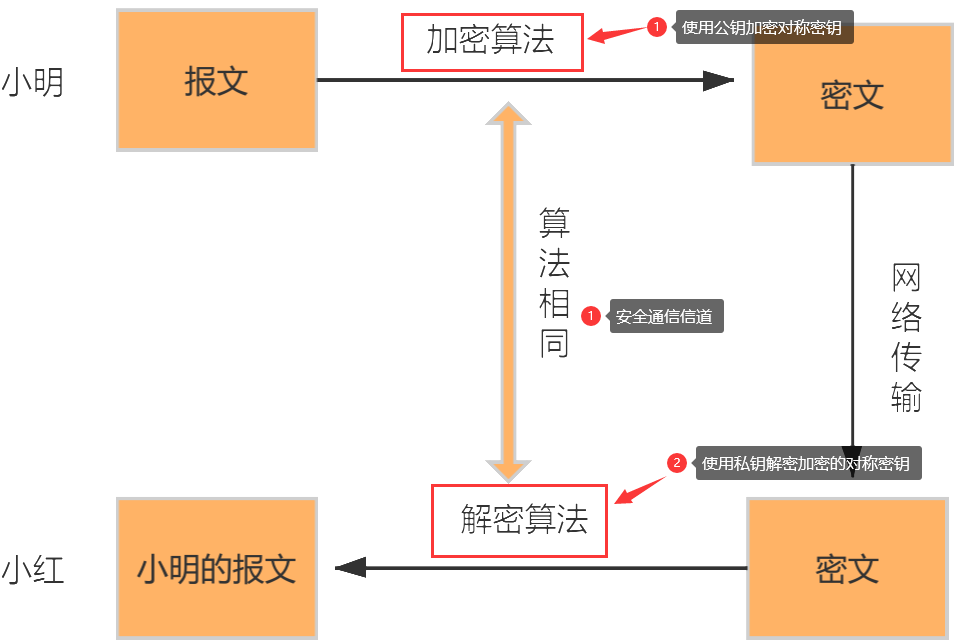 加密算法
1 使用公钥加密对称密钥
小明
报文
密文
算法相同
1 安全通信信道
网络传输
2 使用私钥解密加密的对称密钥
解密算法
小红
小明的报文
密文